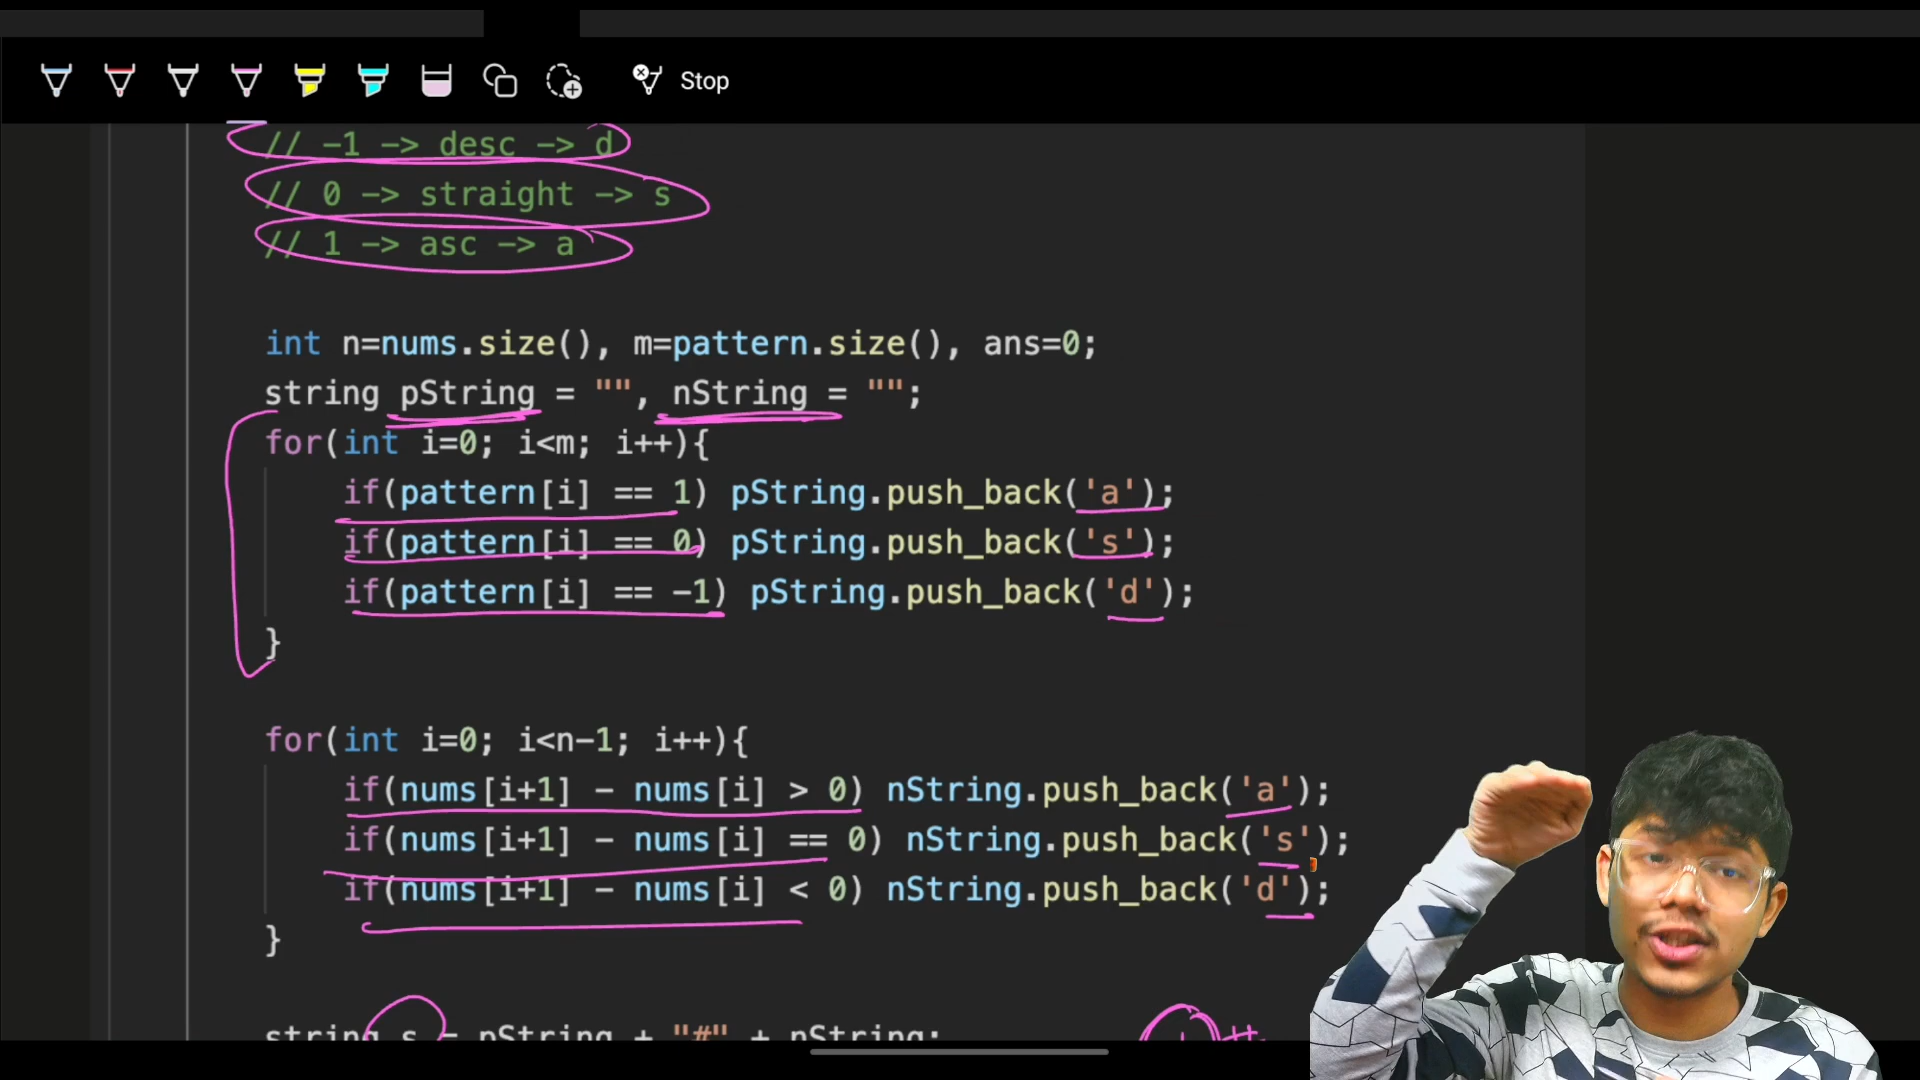 Stop
// -1 -> desc -> d
// 0 -> straight -> s
// 1 -> asc -> a
int n=nums.size(), m=pattern.size(), ans=0;
string pString = "", nString = "";
for(int i=0; i<m; i++){
if(pattern[i] == 1) pString.push_back('a');
if(pattern[i] == 0) pString.push_back('s');
if(pattern[i] == -1) pString.push_back('d');
}
for(int i=0; i<n-1; i++){
if(nums[i+1] - nums[i] > 0) nString.push_back('a');
if(nums[i+1] - nums[i] == 0) nString.push_back('s');
if(nums[i+1] - nums[i] < 0) nString.push_back('d');
}
string s = pString + "#" + nString;